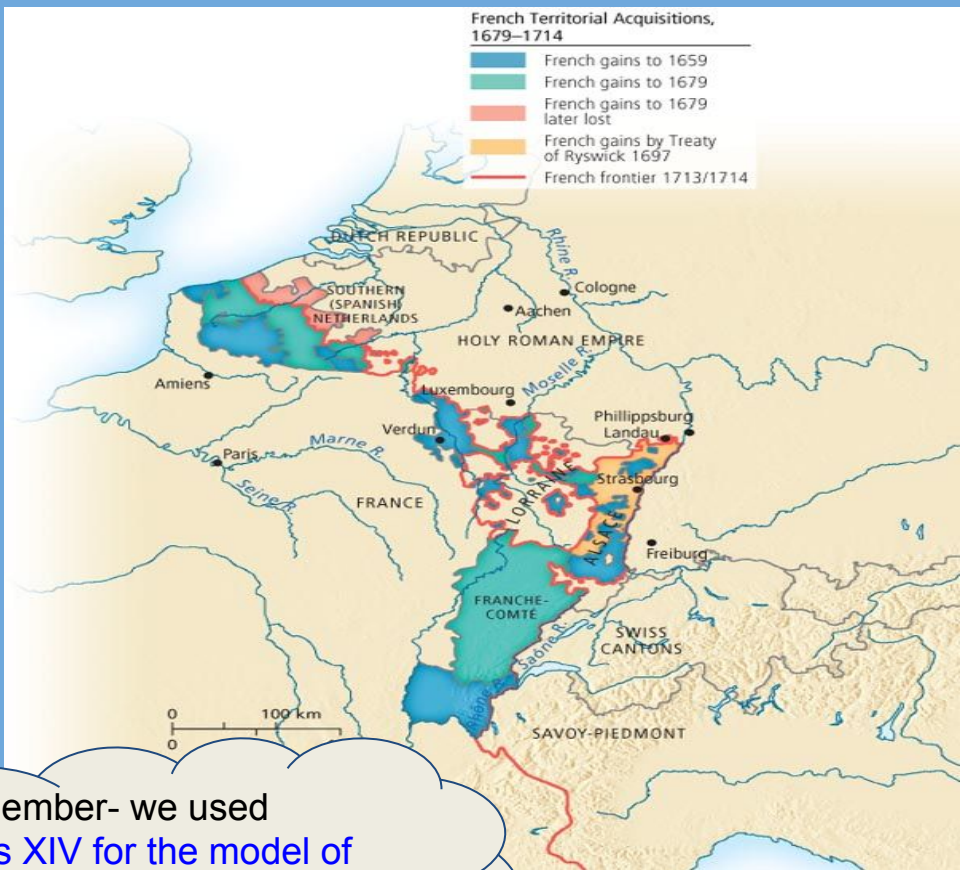 French Territorial Acquisitions,
1679–1714
French gains to 1659
French gains to 1679
French gains to 1679
later lost
French gains by Treaty
of Ryswick 1697
French frontier 1713/1714
DUTCH REPUBLIC
Rhine R.
SOUTHERN
(SPANISH)
NETHERLANDS
Cologne
Aachen
HOLY ROMAN EMPIRE
Amiens
Luxembourg
Moselle R.
Phillippsburg
Landau
Verdun
Marne R.
Paris
Seine R.
FRANCE
LORRAINE
Strasbourg
ALSACE
Freiburg
FRANCHE-
COMTÉ
Saône R.
SWISS
CANTONS
Rhône R.
SAVOY-PIEDMONT
0 100 km
0
ember- we used
s XIV for the model of